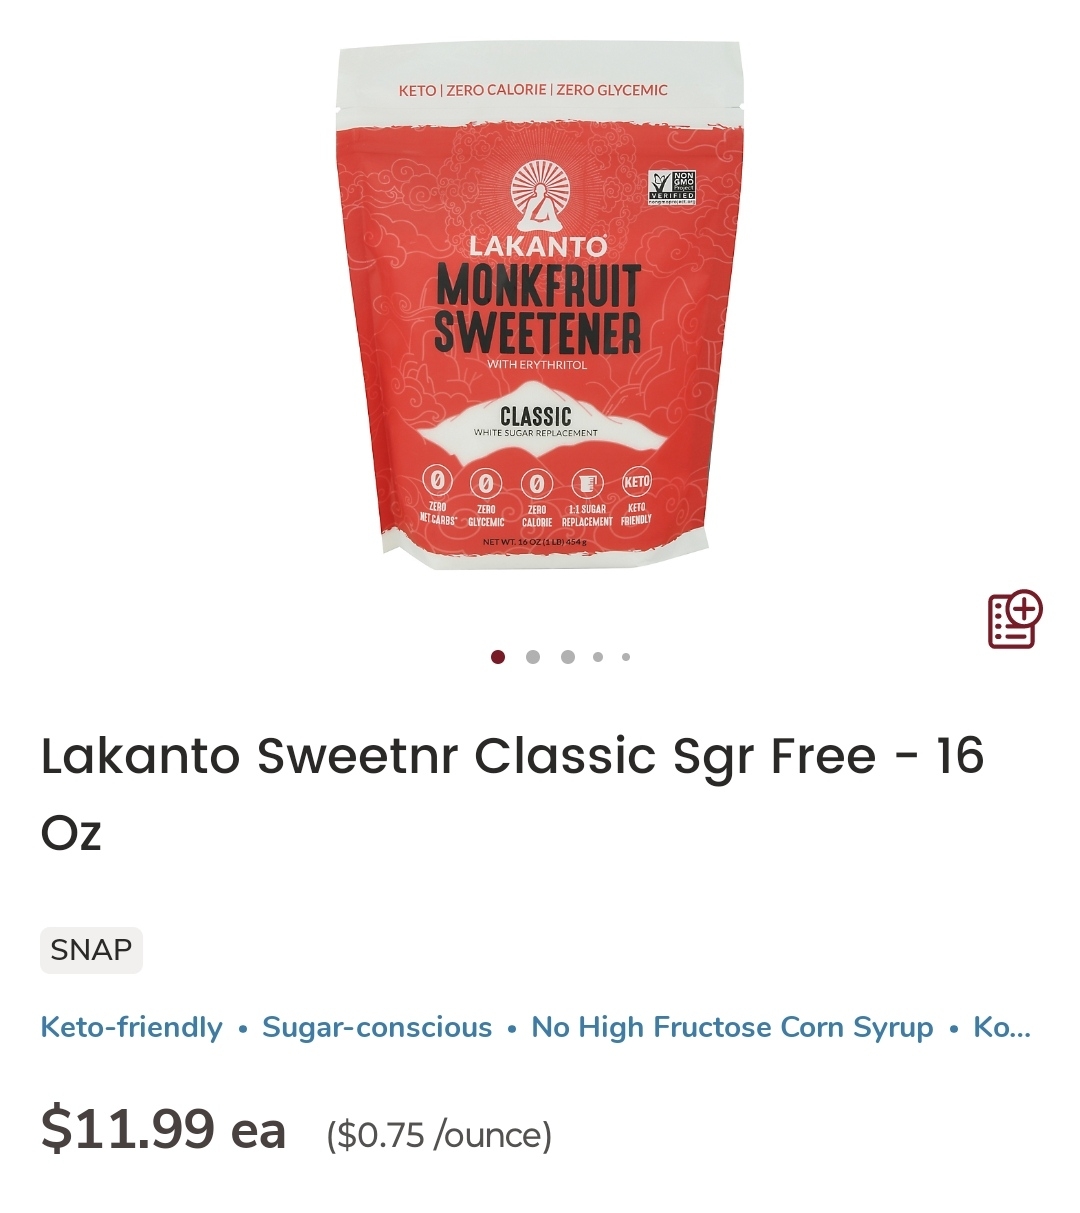 KETO | ZERO CALORIE | ZERO GLYCEMIC
NON
GMO
Project
VERIFIED
nongmoproject.org
LAKANTO®
MONKFRUIT
SWEETENER
WITH ERYTHRITOL
CLASSIC
WHITE SUGAR REPLACEMENT
0 0 0 KETO
ZERO NET CARBS*
ZERO GLYCEMIC
ZERO CALORIE
1:1 SUGAR REPLACEMENT
KETO FRIENDLY
NET WT. 16 OZ (1 LB) 454 g
Lakanto Sweetnr Classic Sgr Free - 16
Oz
SNAP
Keto-friendly • Sugar-conscious • No High Fructose Corn Syrup • Ko...
$11.99 ea ($0.75 /ounce)